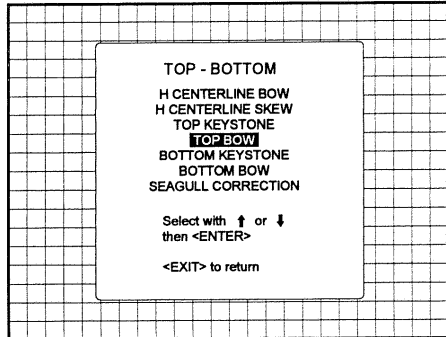 TOP - BOTTOM
H CENTERLINE BOW
H CENTERLINE SKEW
TOP KEYSTONE
TOP BOW
BOTTOM KEYSTONE
BOTTOM BOW
SEAGULL CORRECTION
Select with ⬆ or ⬇
then <ENTER>
<EXIT> to return